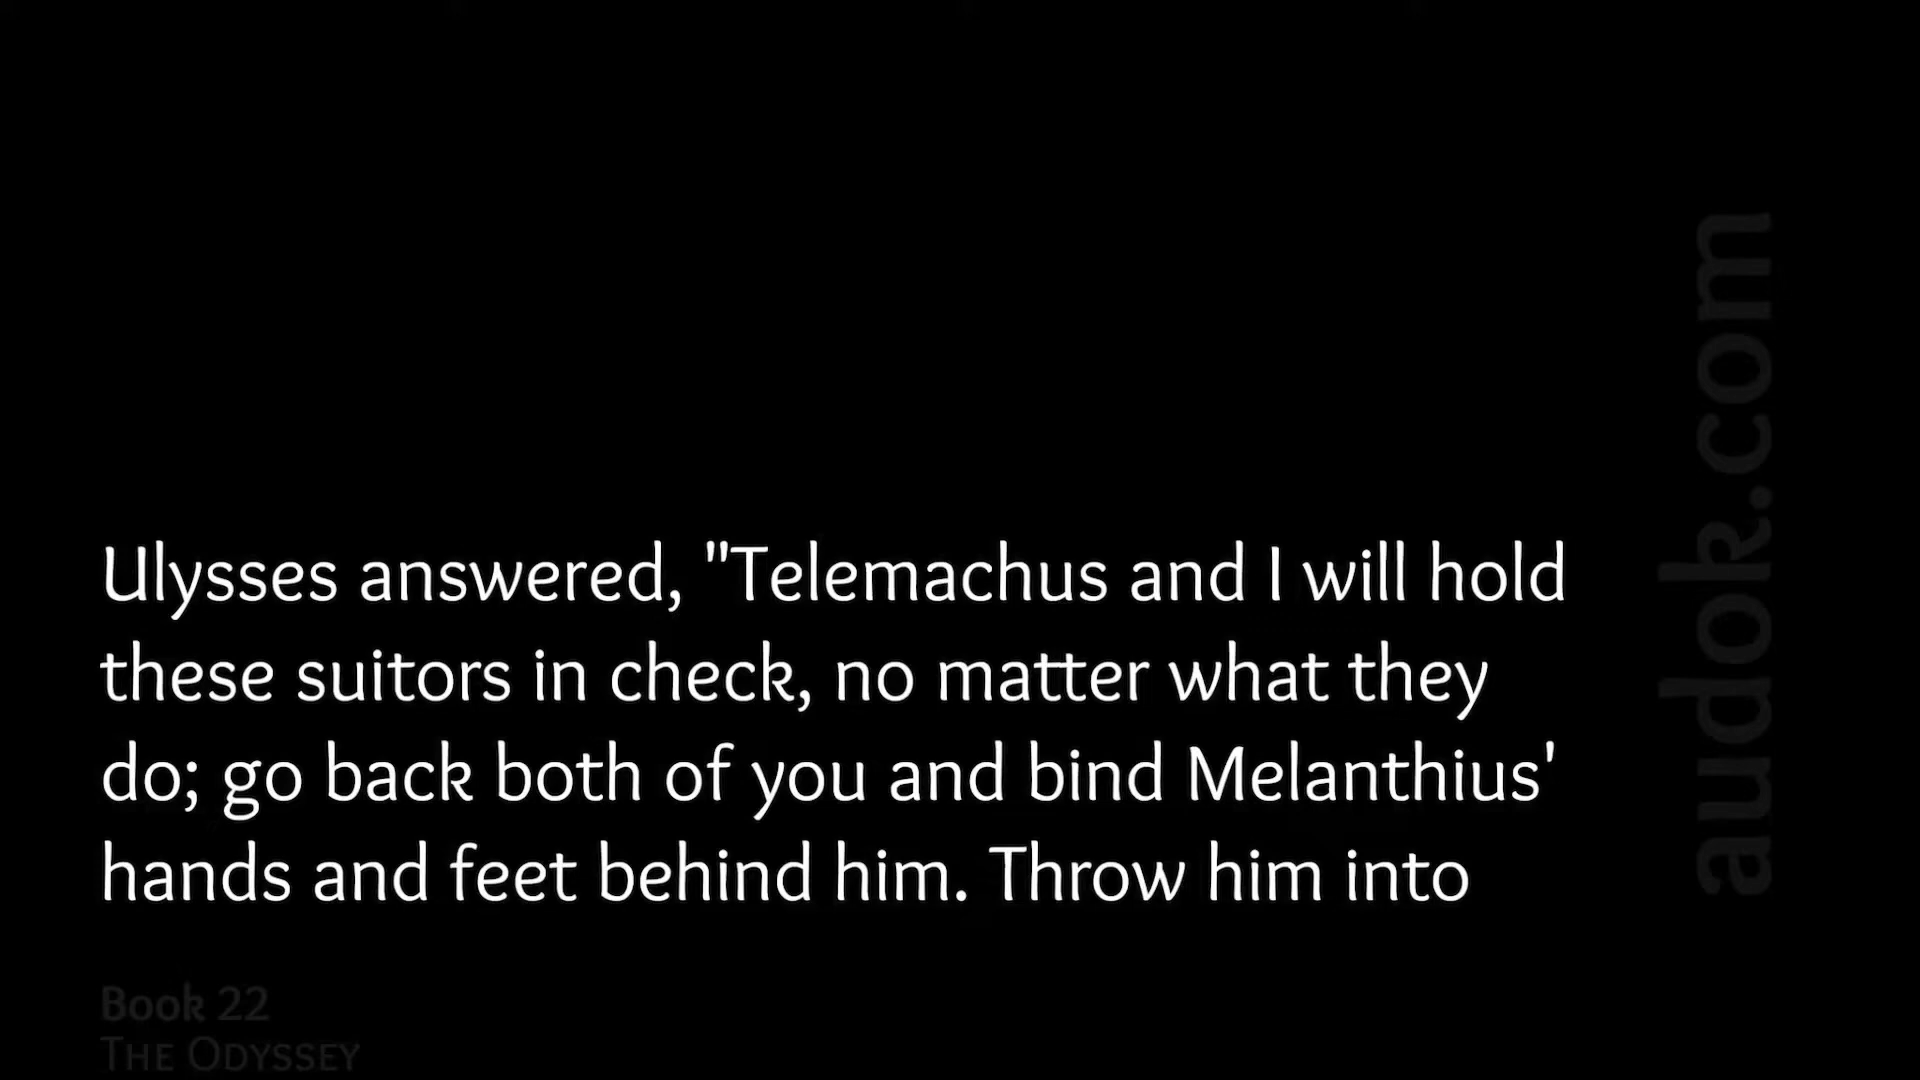 Ulysses answered, "Telemachus and I will hold
these suitors in check, no matter what they
do; go back both of you and bind Melanthius'
hands and feet behind him. Throw him into
Book 22
THE ODYSSEY
audok.com